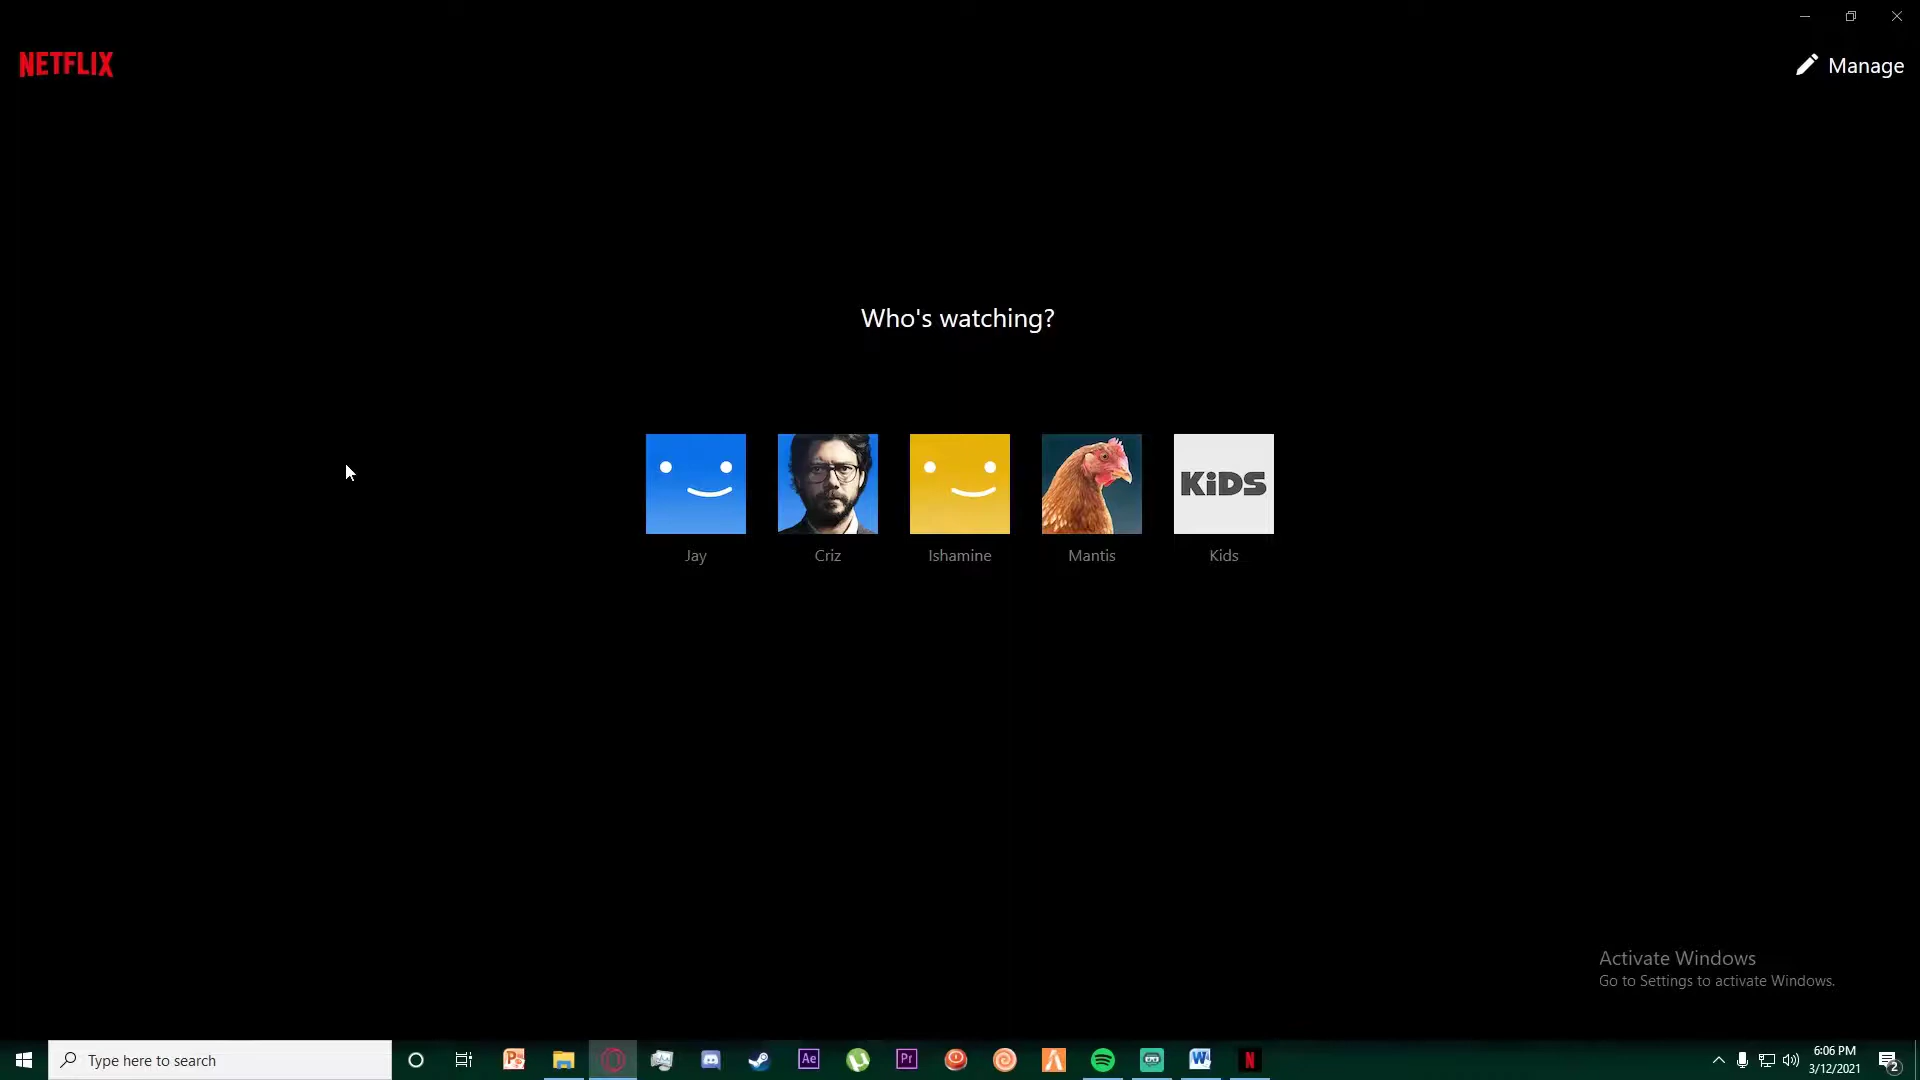 NETFLIX
Manage
Who's watching?
KiDS
Jay
Criz
Ishamine
Mantis
Kids
Activate Windows
Go to Settings to activate Windows.
Type here to search
Ae
Pr
W
N
6:06 PM
3/12/2021
2